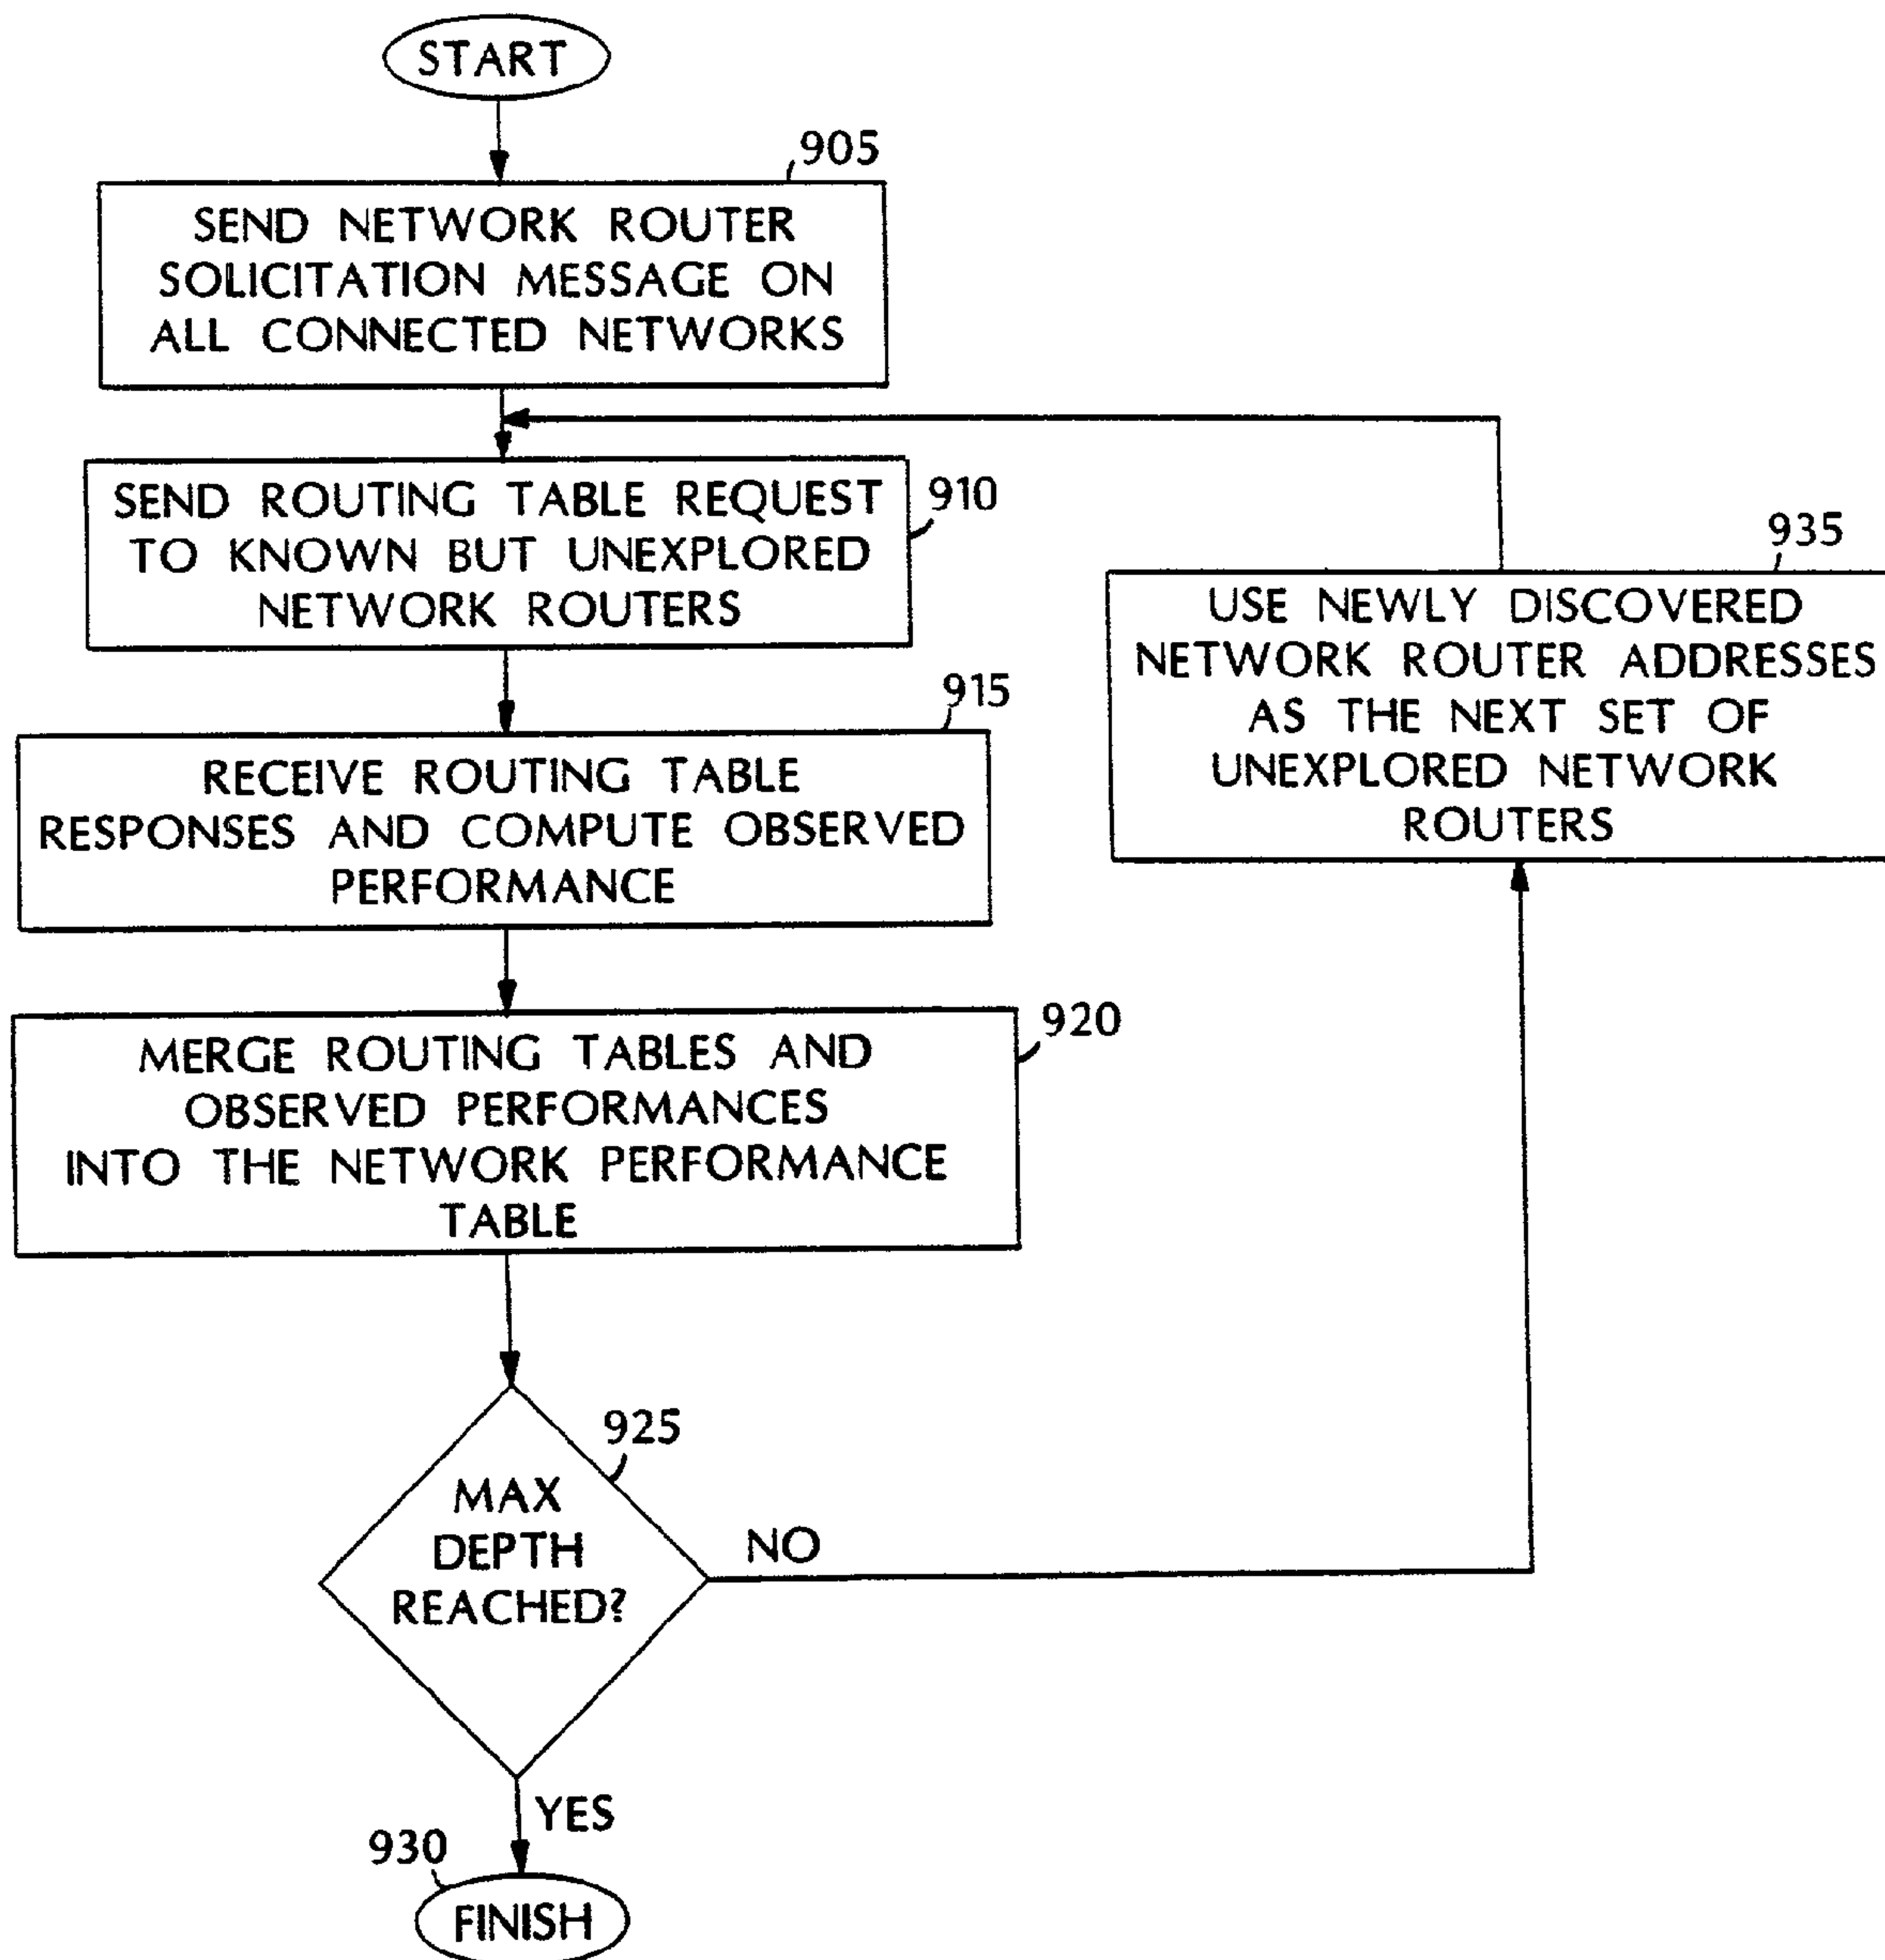 START
905
SEND NETWORK ROUTER
SOLICITATION MESSAGE ON
ALL CONNECTED NETWORKS
910
SEND ROUTING TABLE REQUEST
TO KNOWN BUT UNEXPLORED
NETWORK ROUTERS
915
RECEIVE ROUTING TABLE
RESPONSES AND COMPUTE OBSERVED
PERFORMANCE
920
MERGE ROUTING TABLES AND
OBSERVED PERFORMANCES
INTO THE NETWORK PERFORMANCE
TABLE
925
MAX
DEPTH
REACHED?
NO
YES
930
FINISH
935
USE NEWLY DISCOVERED
NETWORK ROUTER ADDRESSES
AS THE NEXT SET OF
UNEXPLORED NETWORK
ROUTERS